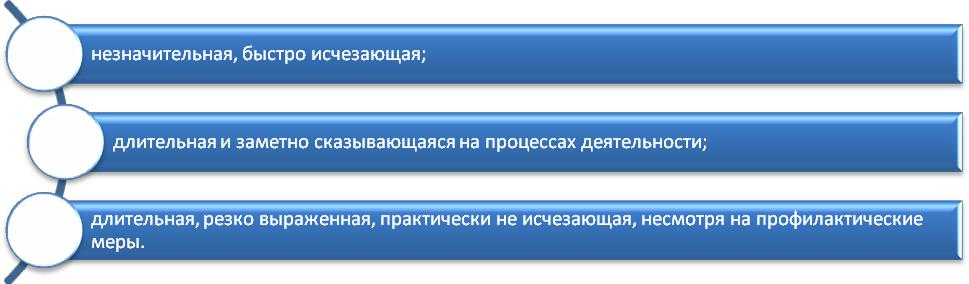 незначительная, быстро исчезающая;
длительная и заметно сказывающаяся на процессах деятельности;
длительная, резко выраженная, практически не исчезающая, несмотря на профилактические
меры.